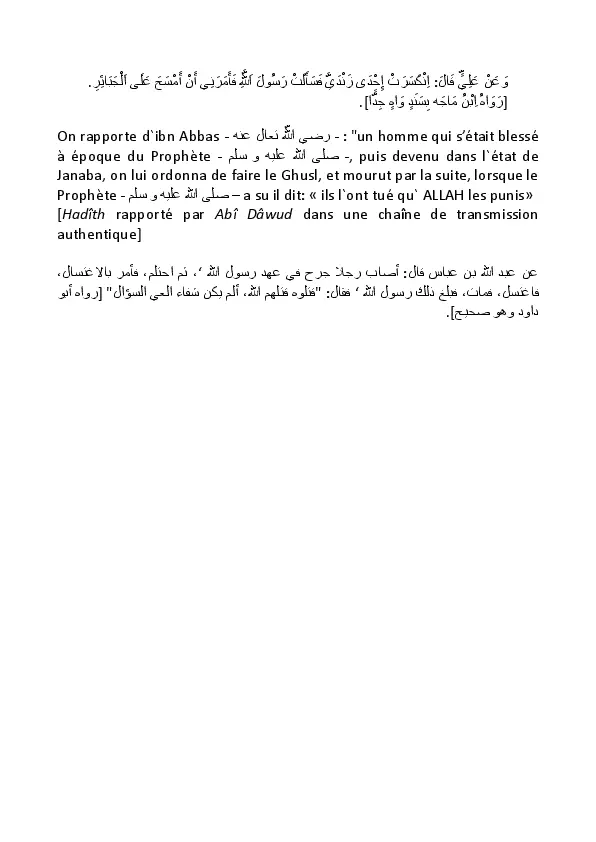 وَعَنْ عَلِيٍّ قَالَ: اِنْكَسَرَتْ إِحْدَى زَنْدَيَّ فَسَأَلْتُ رَسُولَ اَللَّهِ فَأَمَرَنِي أَنْ أَمْسَحَ عَلَى اَلْجَبَائِرِ .
[رَوَاهُ اِبْنُ مَاجَه بِسَنَدٍ وَاهٍ جِدًّا].
On rapporte d`ibn Abbas - رضي الله تعال عنه - : "un homme qui s’était blessé
à époque du Prophète - صلى الله عليه و سلم -, puis devenu dans l`état de
Janaba, on lui ordonna de faire le Ghusl, et mourut par la suite, lorsque le
Prophète - صلى الله عليه و سلم – a su il dit: « ils l`ont tué qu` ALLAH les punis»
[Hadîth rapporté par Abî Dâwud dans une chaîne de transmission
authentique]
عن عبد الله بن عباس قال: أصاب رجلا جرح في عهد رسول الله ‘، ثم احتلم، فأمر بالاغتسال،
فاغتسل، فمات، فبلغ ذلك رسول الله ‘ فقال: "قتلوه قتلهم الله، ألم يكن شفاء العي السؤال" [رواه أبو
داود وهو صحيح].